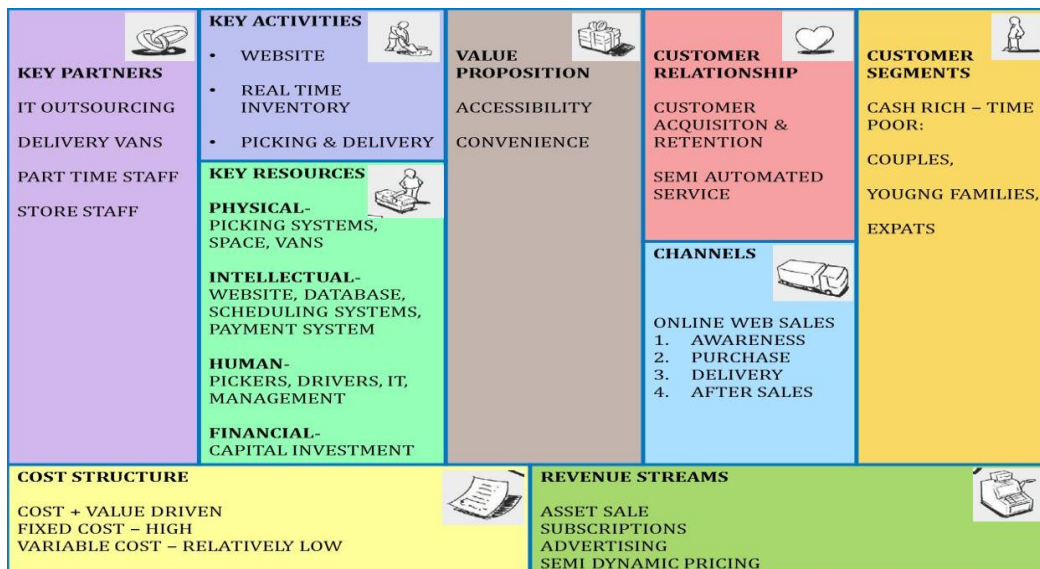 KEY PARTNERS
IT OUTSOURCING
DELIVERY VANS
PART TIME STAFF
STORE STAFF
KEY ACTIVITIES
• WEBSITE
• REAL TIME
INVENTORY
• PICKING & DELIVERY
KEY RESOURCES
PHYSICAL-
PICKING SYSTEMS,
SPACE, VANS
INTELLECTUAL-
WEBSITE, DATABASE,
SCHEDULING SYSTEMS,
PAYMENT SYSTEM
HUMAN-
PICKERS, DRIVERS, IT,
MANAGEMENT
FINANCIAL-
CAPITAL INVESTMENT
VALUE
PROPOSITION
ACCESSIBILITY
CONVENIENCE
CUSTOMER
RELATIONSHIP
CUSTOMER
ACQUISITON &
RETENTION
SEMI AUTOMATED
SERVICE
CHANNELS
ONLINE WEB SALES
1. AWARENESS
2. PURCHASE
3. DELIVERY
4. AFTER SALES
CUSTOMER
SEGMENTS
CASH RICH – TIME
POOR:
COUPLES,
YOUGNG FAMILIES,
EXPATS
COST STRUCTURE
COST + VALUE DRIVEN
FIXED COST – HIGH
VARIABLE COST – RELATIVELY LOW
REVENUE STREAMS
ASSET SALE
SUBSCRIPTIONS
ADVERTISING
SEMI DYNAMIC PRICING